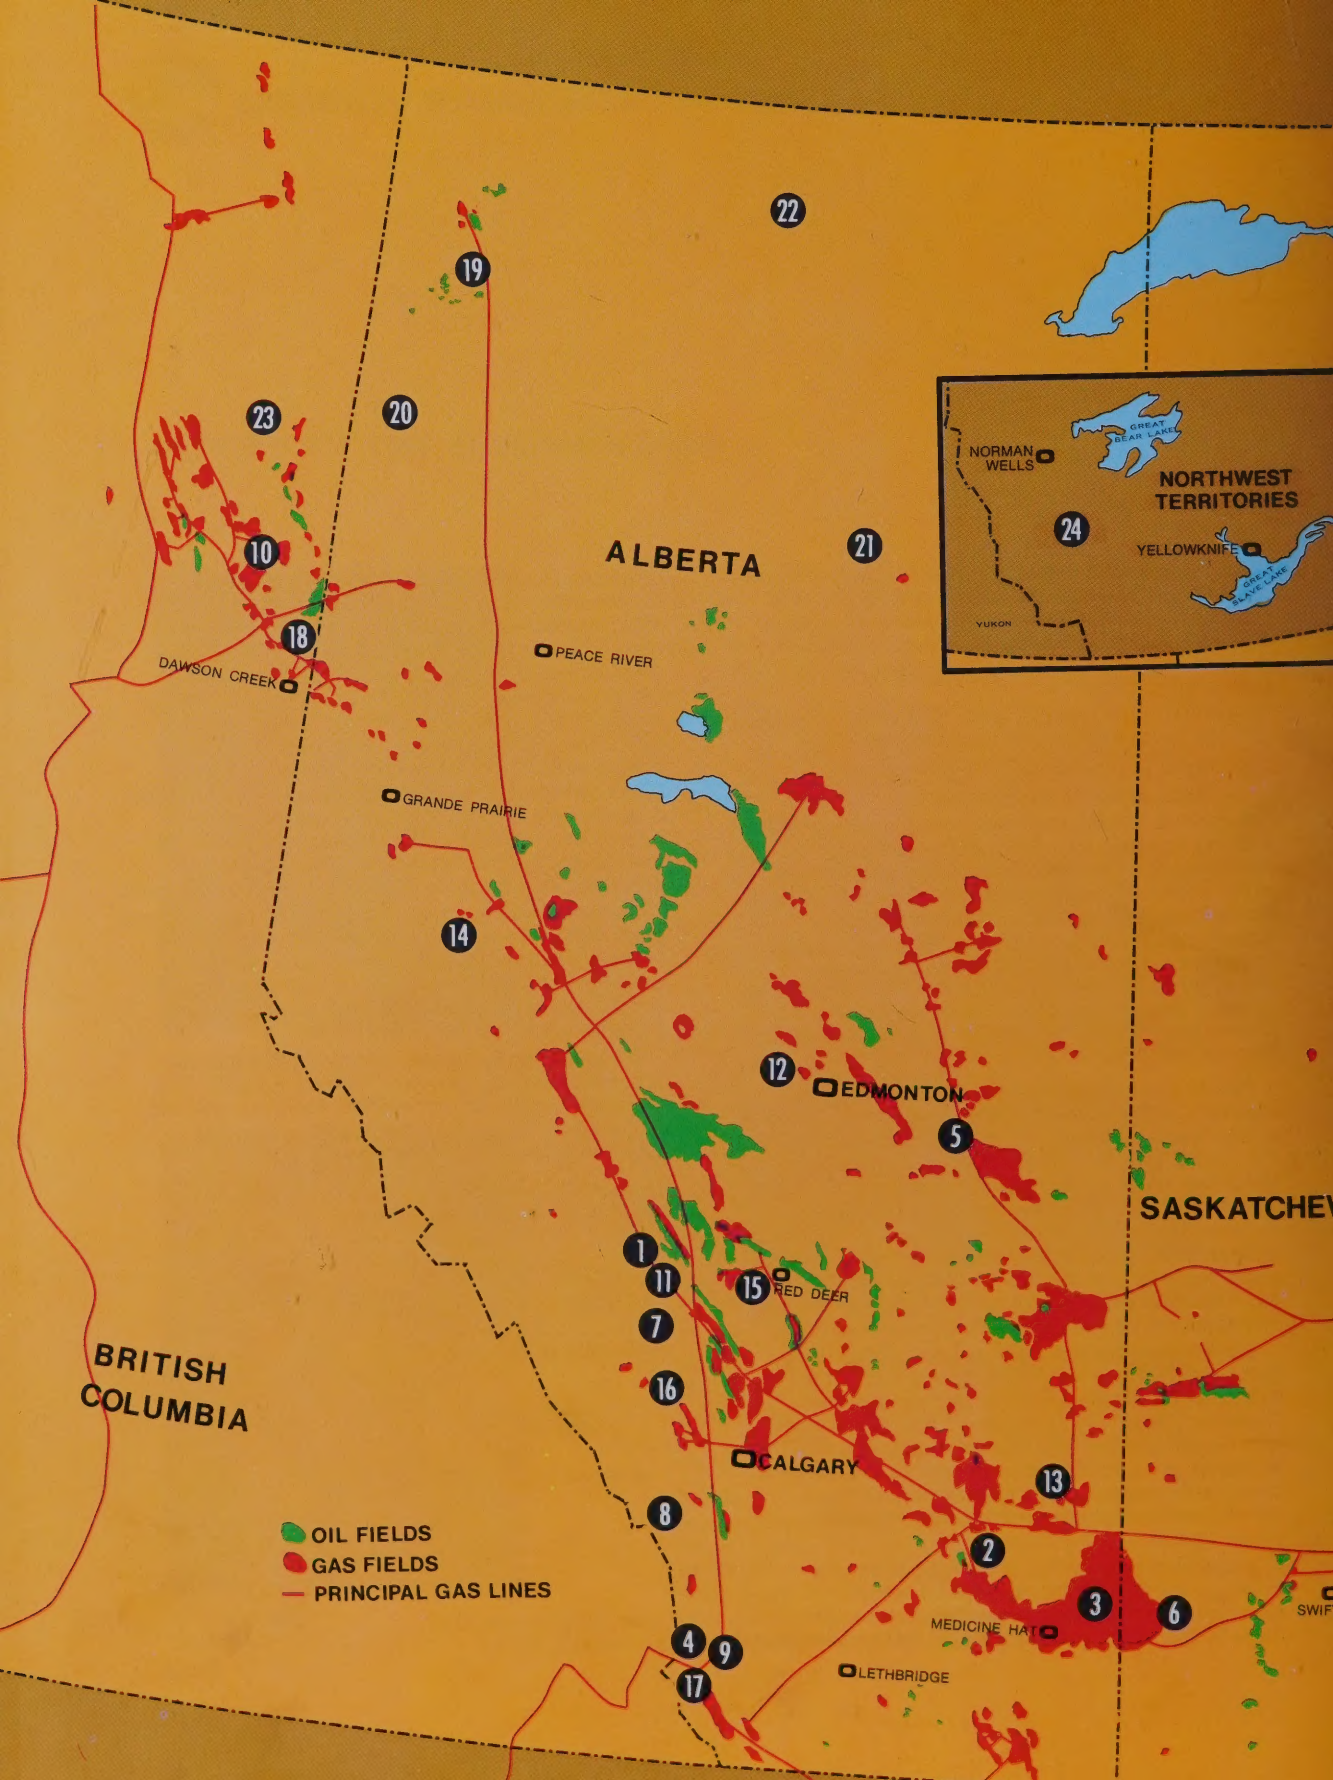 22
19
23
20
GREAT
BEAR LAKE
NORMAN
WELLS
NORTHWEST
TERRITORIES
24
YELLOWKNIFE
GREAT
SLAVE LAKE
YUKON
10
ALBERTA
21
18
DAWSON CREEK
PEACE RIVER
GRANDE PRAIRIE
14
12
EDMONTON
5
SASKATCHEW
1
11
15
RED DEER
7
BRITISH
COLUMBIA
16
CALGARY
13
8
OIL FIELDS
GAS FIELDS
PRINCIPAL GAS LINES
2
3
6
MEDICINE HAT
SWIF
4
9
17
LETHBRIDGE